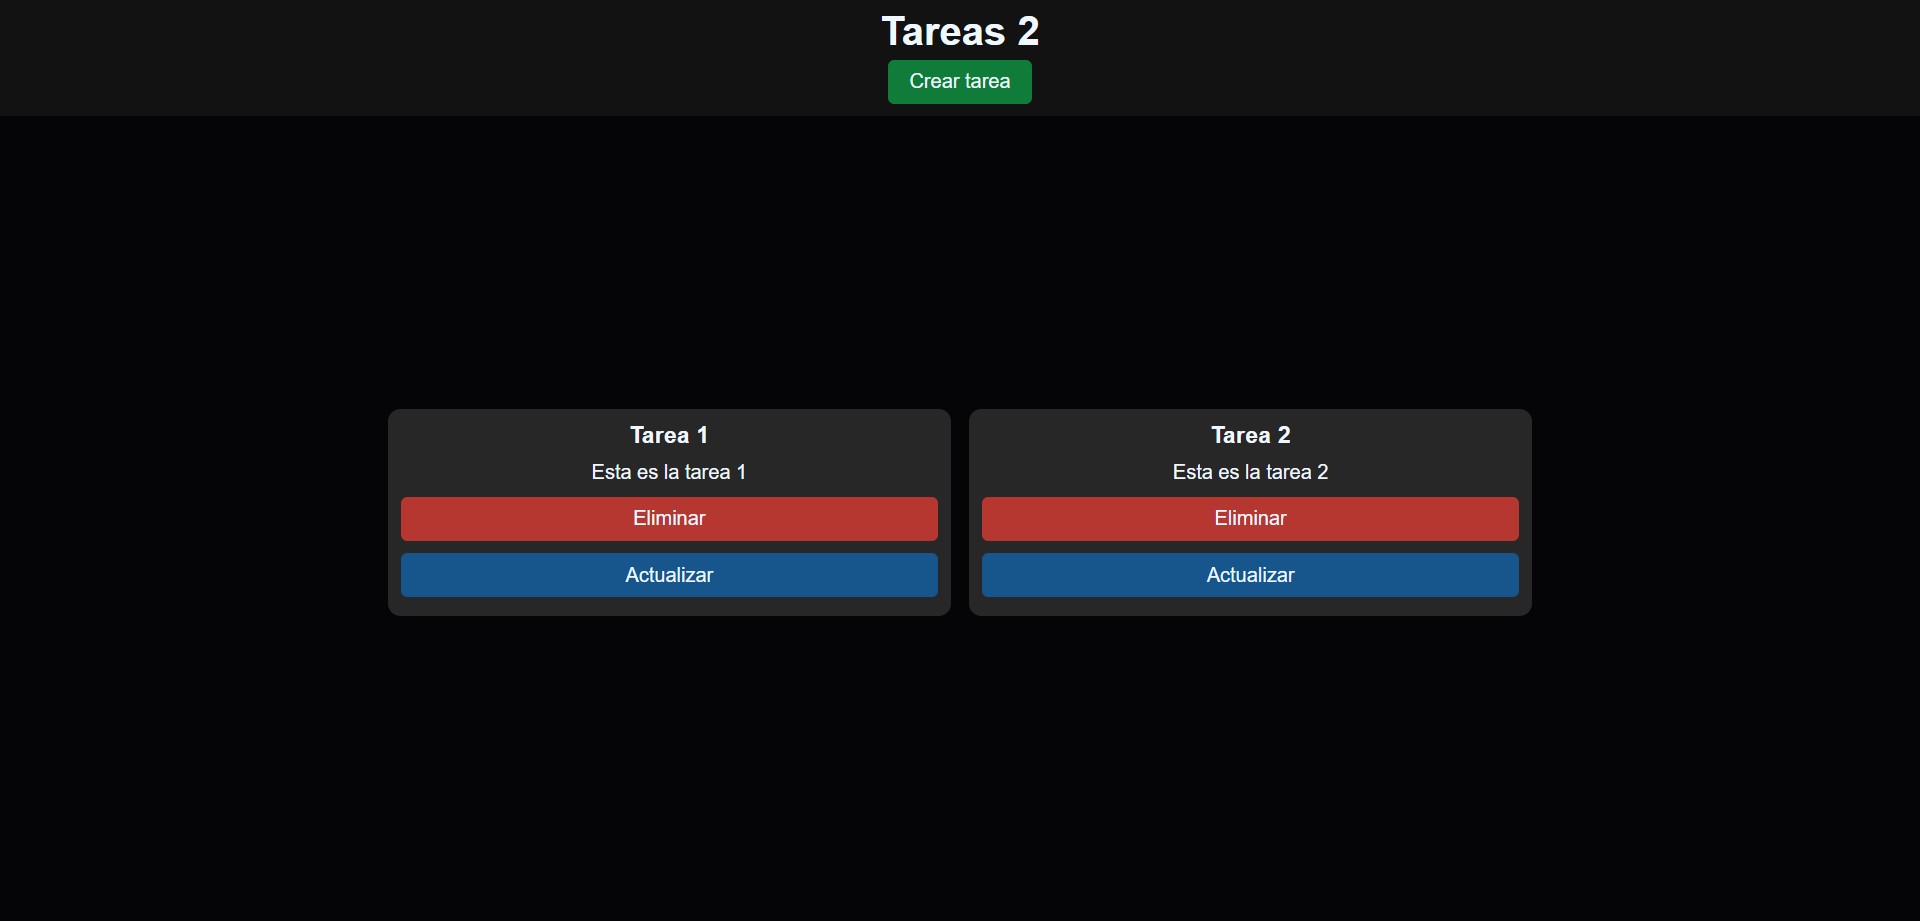 Tareas 2
Crear tarea
Tarea 1
Esta es la tarea 1
Eliminar
Actualizar
Tarea 2
Esta es la tarea 2
Eliminar
Actualizar